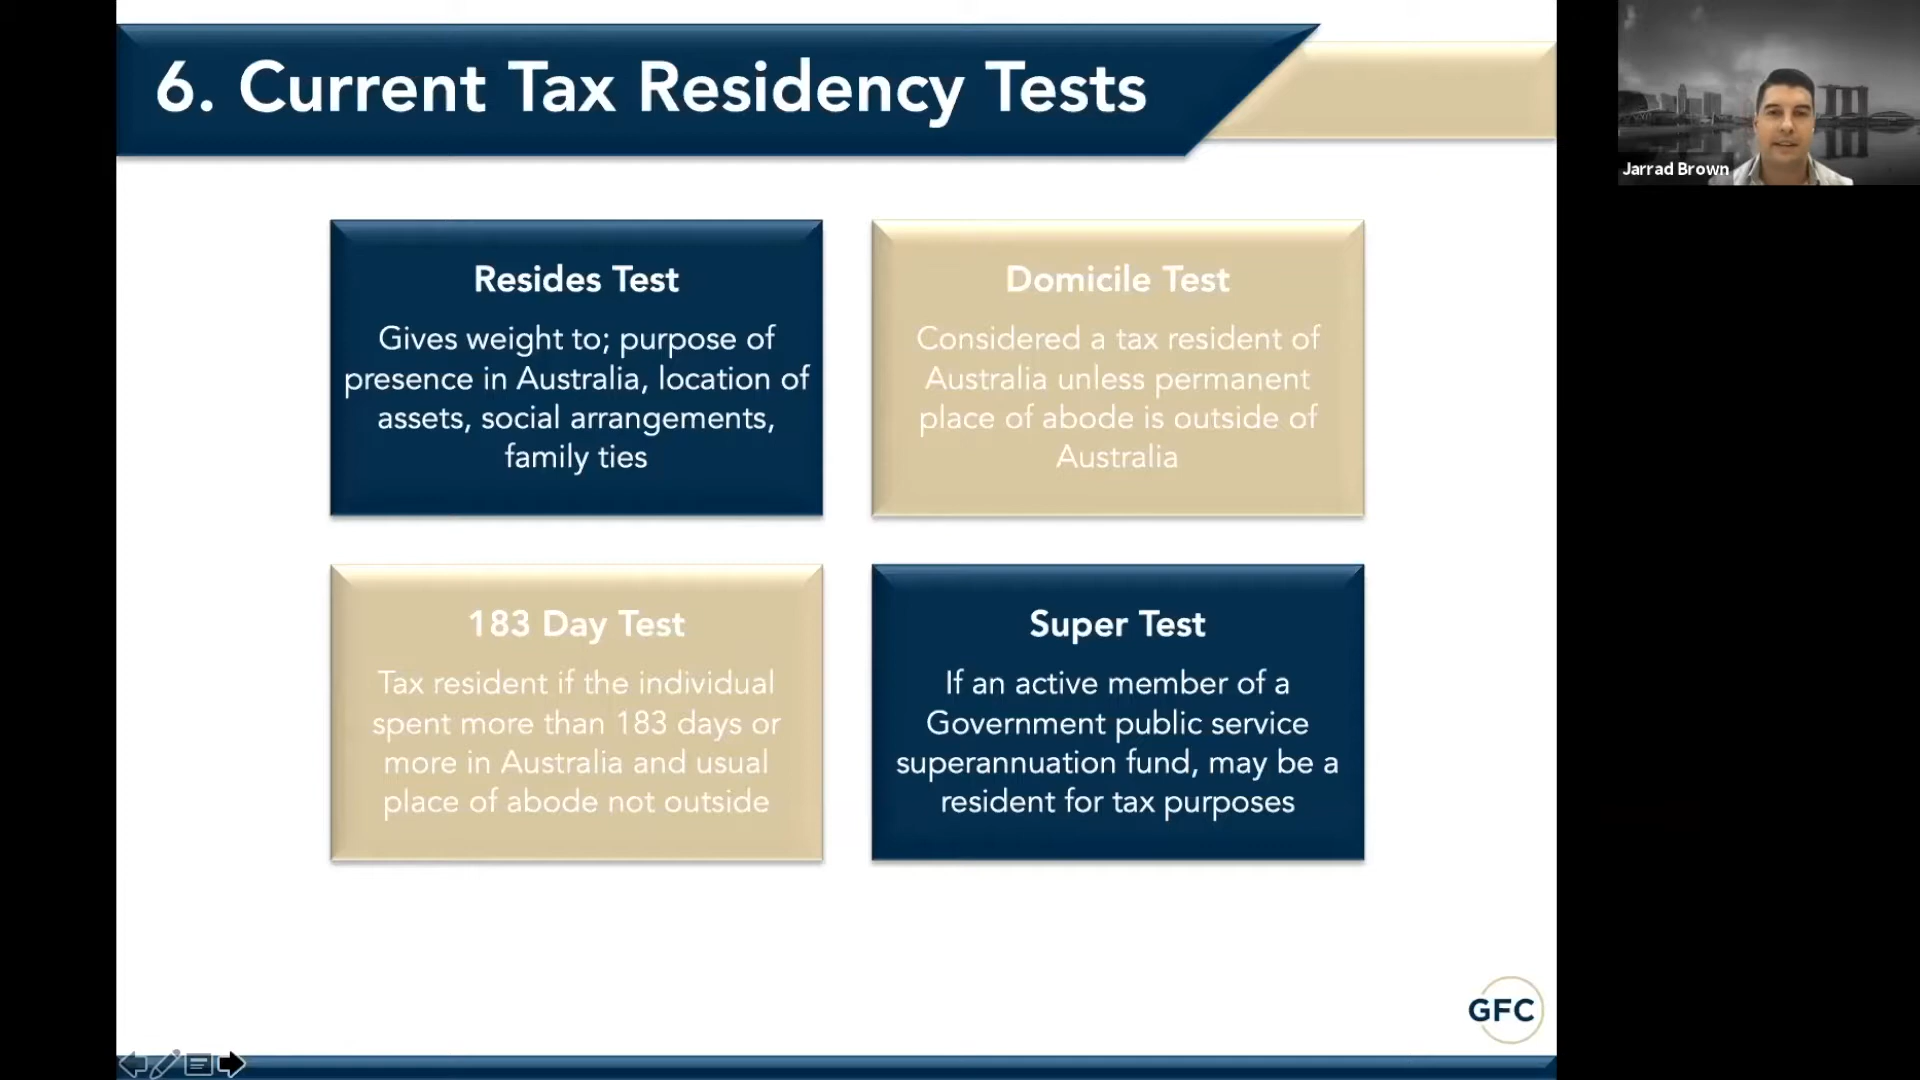 6. Current Tax Residency Tests
Jarrad Brown
Resides Test
Gives weight to; purpose of
presence in Australia, location of
assets, social arrangements,
family ties
Domicile Test
Considered a tax resident of
Australia unless permanent
place of abode is outside of
Australia
183 Day Test
Tax resident if the individual
spent more than 183 days or
more in Australia and usual
place of abode not outside
Super Test
If an active member of a
Government public service
superannuation fund, may be a
resident for tax purposes
GFC